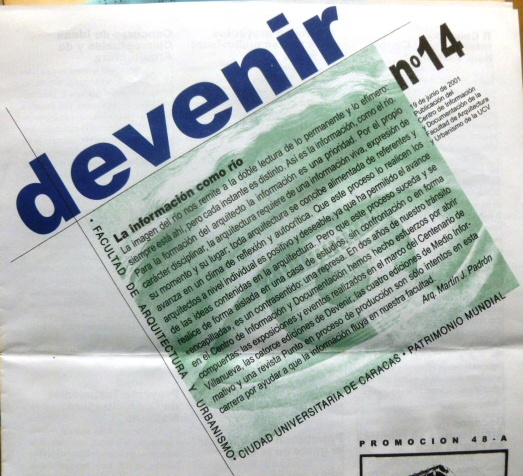 devenir
nº14
19 de junio de 2001
Publicación del
Centro de Información
y Documentación de la
Facultad de Arquitectura
y Urbanismo de la UCV
La información como río
La imagen del río nos remite a la doble lectura de lo permanente y lo efímero:
siempre está ahí, pero cada instante es distinto. Así es la información, como el río.
Para la formación del arquitecto la información es una prioridad. Por el propio
carácter disciplinar, la arquitectura requiere de una información viva, expresión de
su momento y su lugar: toda arquitectura se concibe alimentada de referentes y
avanza en un clima de reflexión y autocrítica. Que este proceso lo realicen los
arquitectos a nivel individual es positivo y deseable, ya que ha permitido el avance
de las ideas contenidas en la arquitectura. Pero que este proceso suceda y se
realice de forma aislada en una casa de estudios, sin confrontación o en forma
"encapillada", es un contrasentido: una represa. En dos años de nuestro tránsito
en el Centro de Información y Documentación hemos hecho esfuerzos por abrir
compuertas: las exposiciones y eventos realizados en el marco del Centenario de
Villanueva, las catorce ediciones de Devenir, las cuatro ediciones de Medio Infor-
mativo y una revista Punto en proceso de producción son sólo intentos en esta
carrera por ayudar a que la información fluya en nuestra facultad.
Arq. Martín J. Padrón
• FACULTAD DE ARQUITECTURA Y URBANISMO • CIUDAD UNIVERSITARIA DE CARACAS • PATRIMONIO MUNDIAL
PROMOCION 48-A